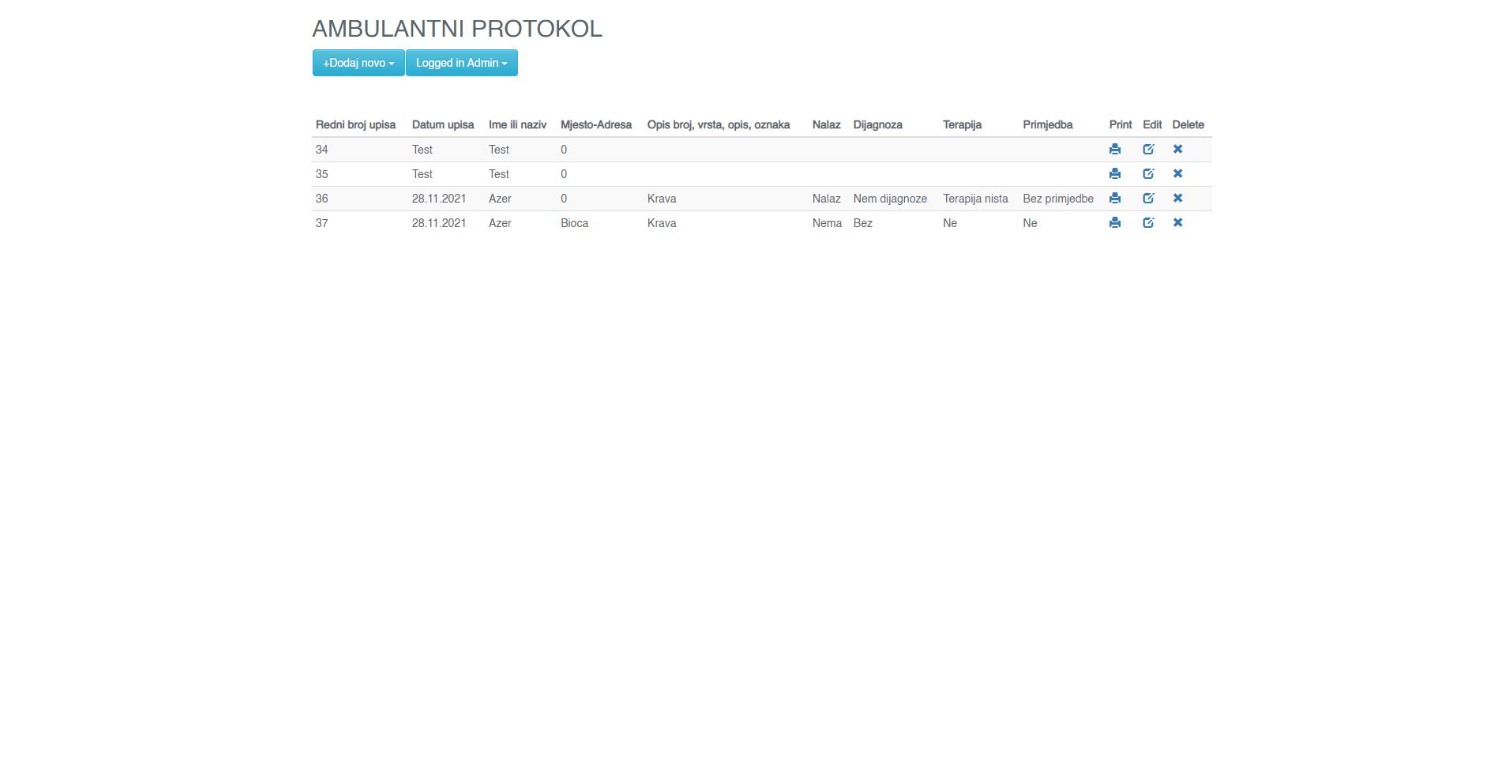 AMBULANTNI PROTOKOL
+Dodaj novo Logged in Admin
Redni broj upisa Datum upisa Ime ili naziv Mjesto-Adresa Opis broj, vrsta, opis, oznaka Nalaz Dijagnoza Terapija Primjedba Print Edit Delete
34 Test Test 0
35 Test Test 0
36 28.11.2021 Azer 0 Krava Nalaz Nem dijagnoze Terapija nista Bez primjedbe
37 28.11.2021 Azer Bioca Krava Nema Bez Ne Ne